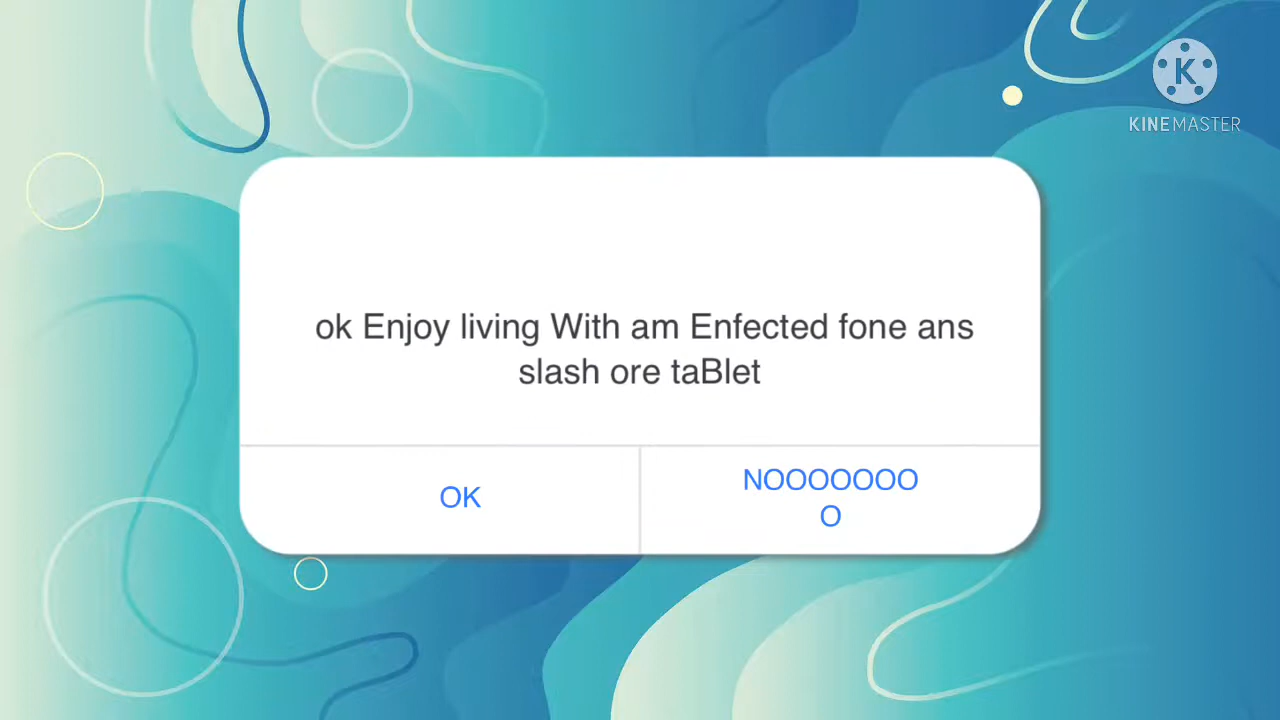 K
KINEMASTER
ok Enjoy living With am Enfected fone ans
slash ore taBlet
OK
NOOOOOOO
O